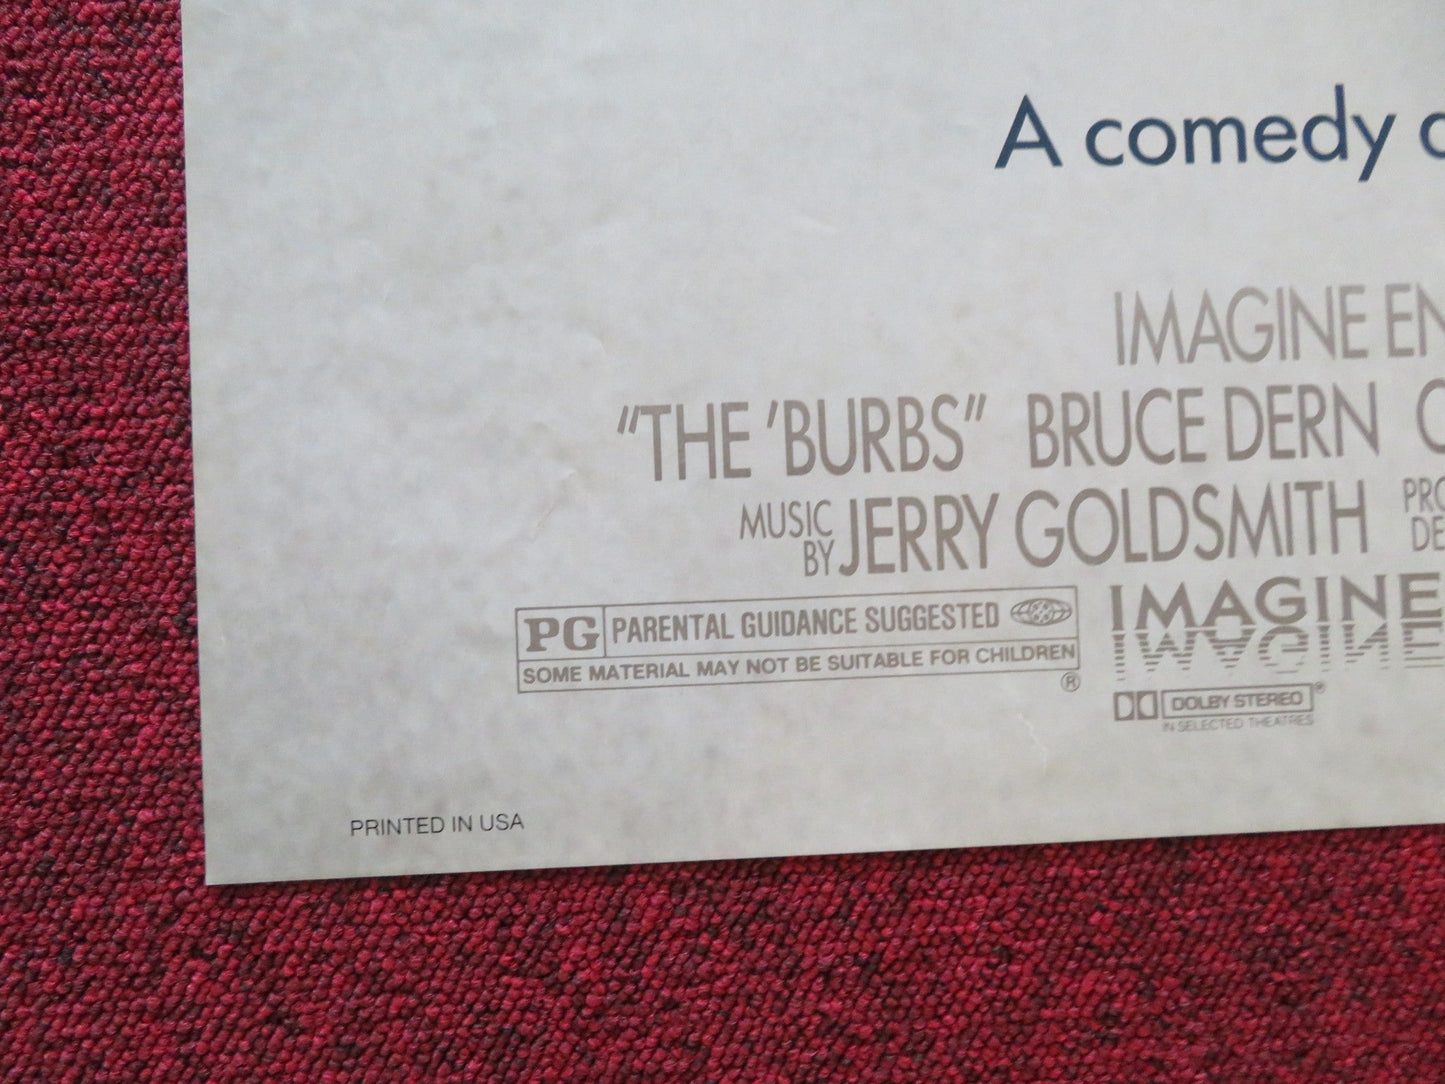 A comedy
IMAGINE
"THE 'BURBS" BRUCE DERN
MUSIC BY JERRY GOLDSMITH
PG PARENTAL GUIDANCE SUGGESTED
SOME MATERIAL MAY NOT BE SUITABLE FOR CHILDREN
®
IMAGINE
DOLBY STEREO ®
IN SELECTED THEATRES
PRINTED IN USA